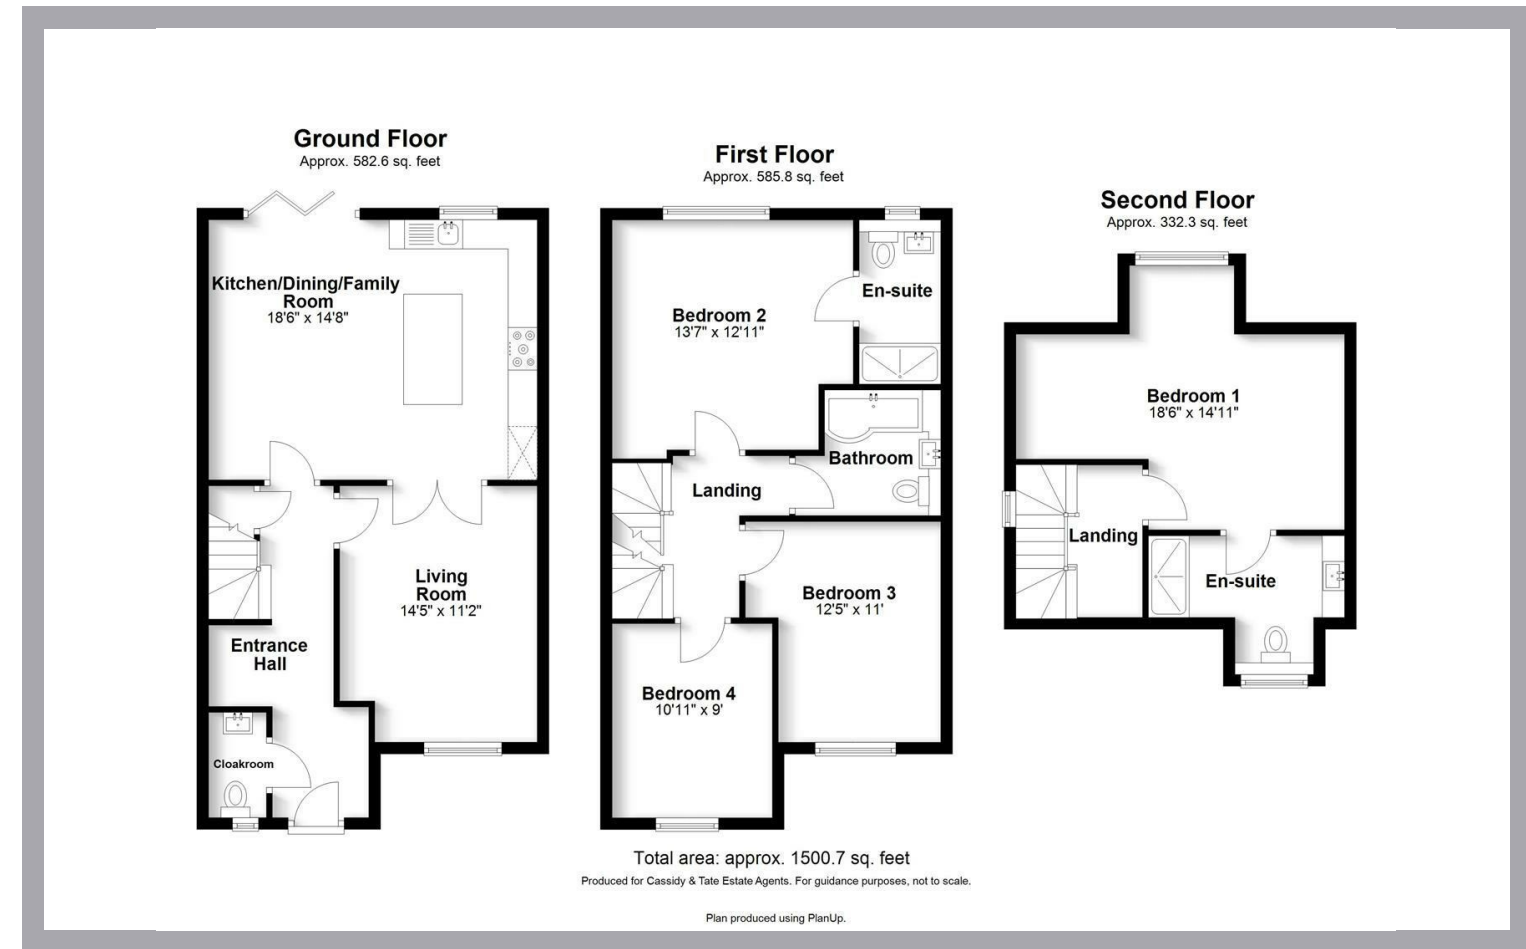 Ground Floor
Approx. 582.6 sq. feet
Kitchen/Dining/Family
Room
18'6" x 14'8"
Living
Room
14'5" x 11'2"
Entrance
Hall
Cloakroom
First Floor
Approx. 585.8 sq. feet
Bedroom 2
13'7" x 12'11"
En-suite
Bathroom
Landing
Bedroom 3
12'5" x 11'
Bedroom 4
10'11" x 9'
Second Floor
Approx. 332.3 sq. feet
Bedroom 1
18'6" x 14'11"
Landing
En-suite
Total area: approx. 1500.7 sq. feet
Produced for Cassidy & Tate Estate Agents. For guidance purposes, not to scale.
Plan produced using PlanUp.